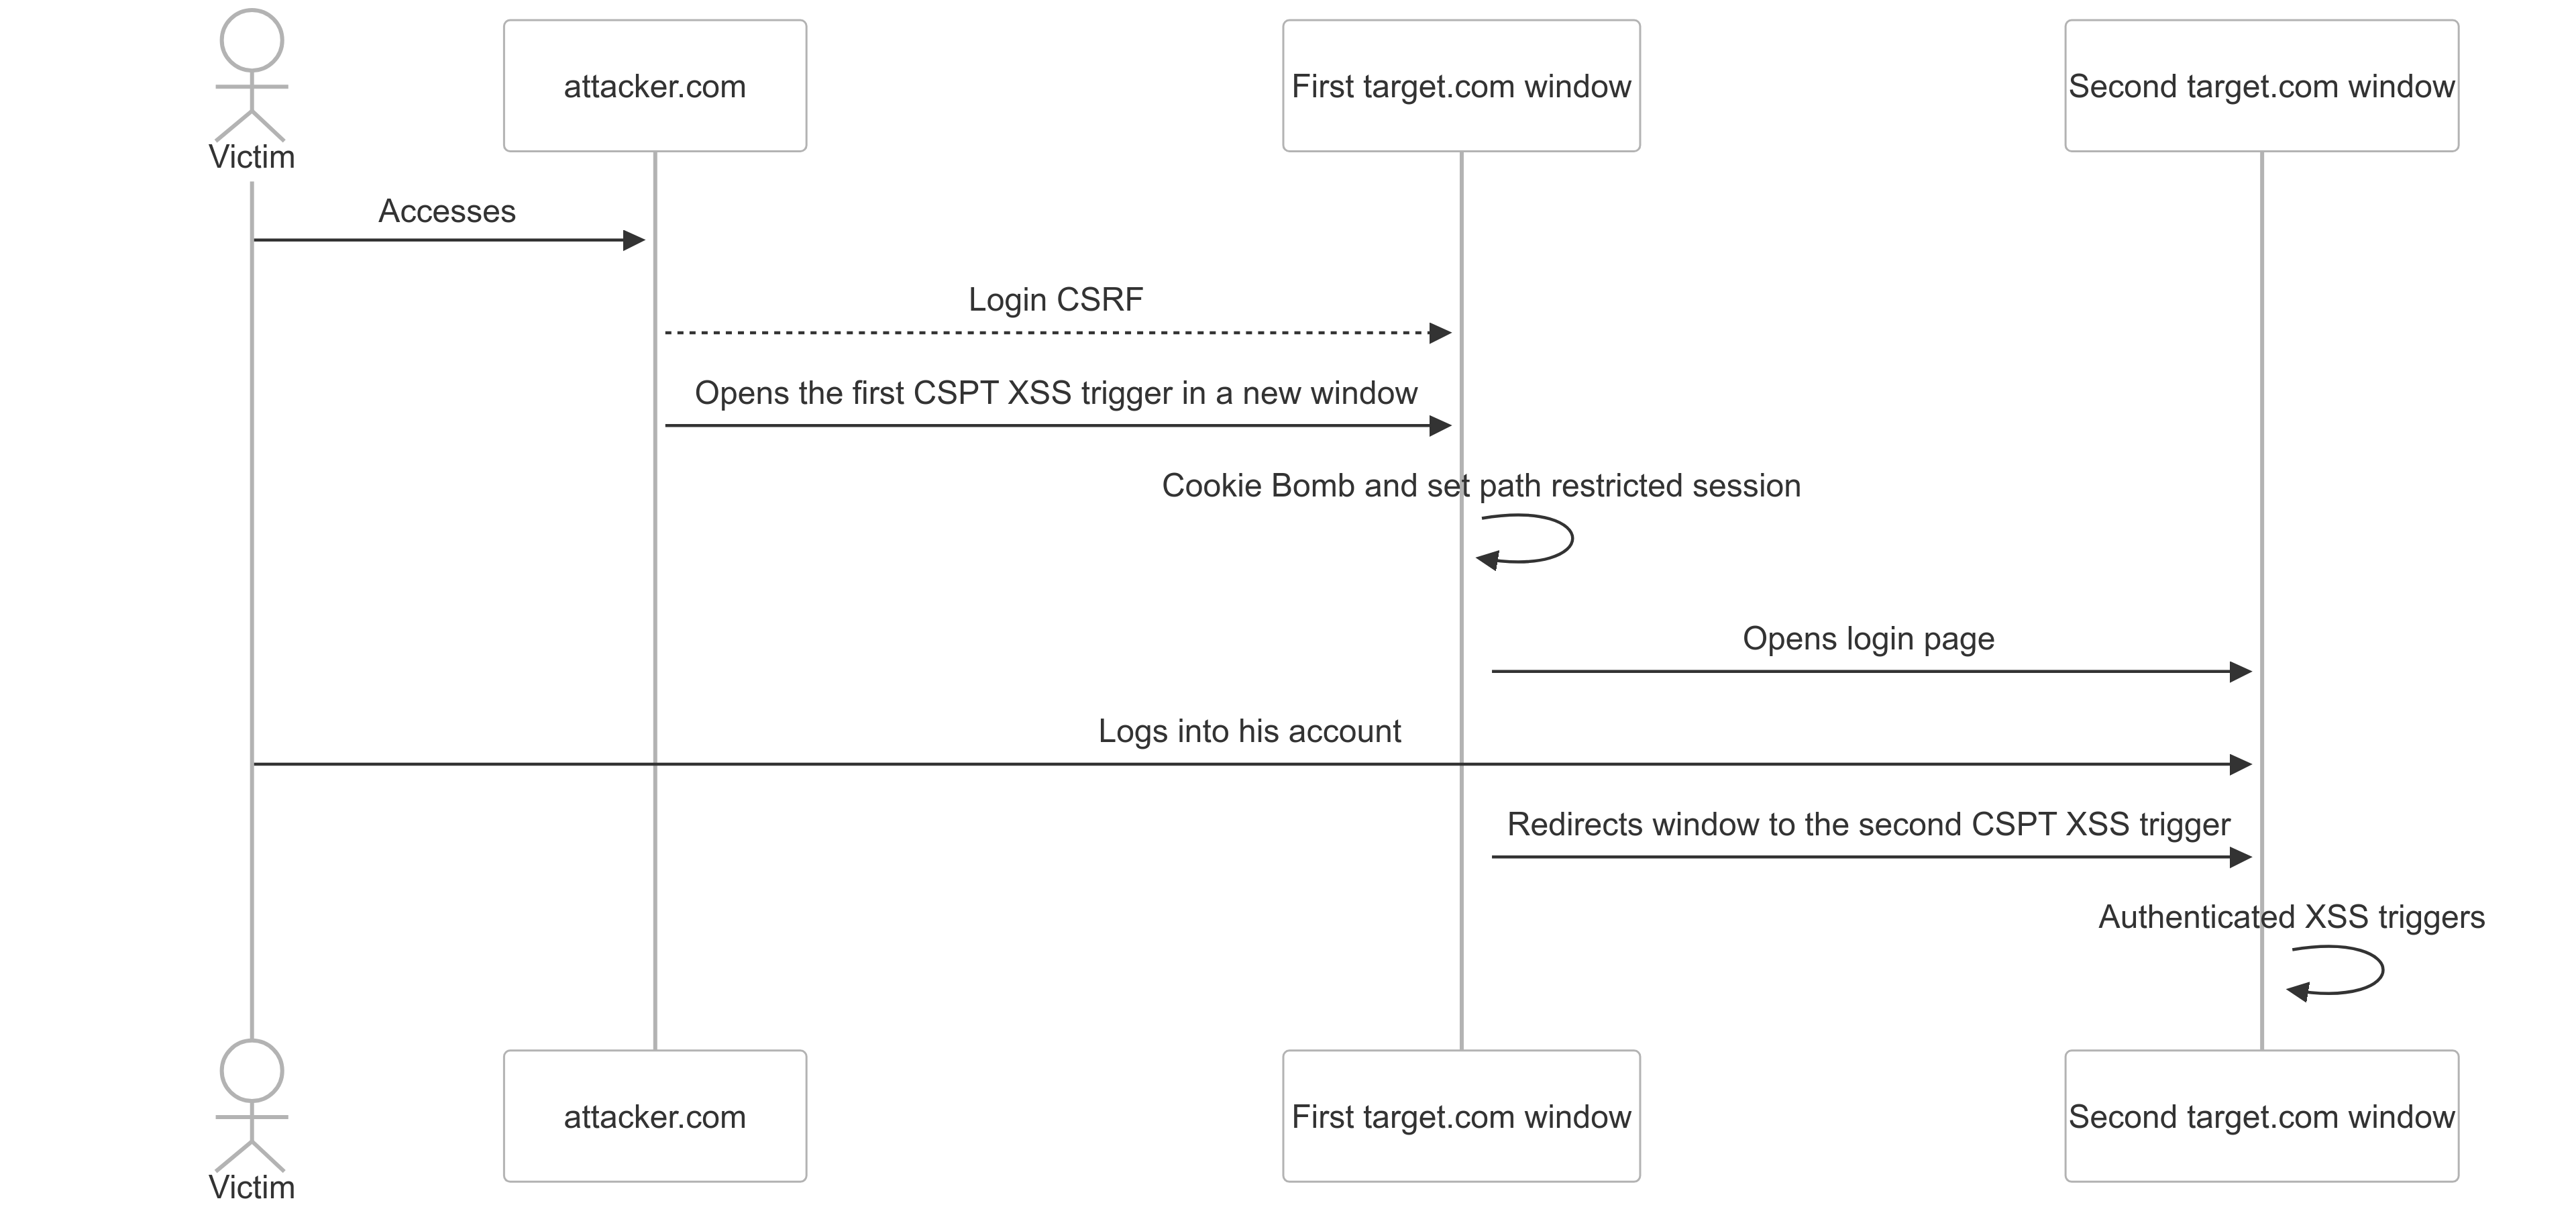 Victim
attacker.com
First target.com window
Second target.com window
Accesses
Login CSRF
Opens the first CSPT XSS trigger in a new window
Cookie Bomb and set path restricted session
Opens login page
Logs into his account
Redirects window to the second CSPT XSS trigger
Authenticated XSS triggers
Victim
attacker.com
First target.com window
Second target.com window